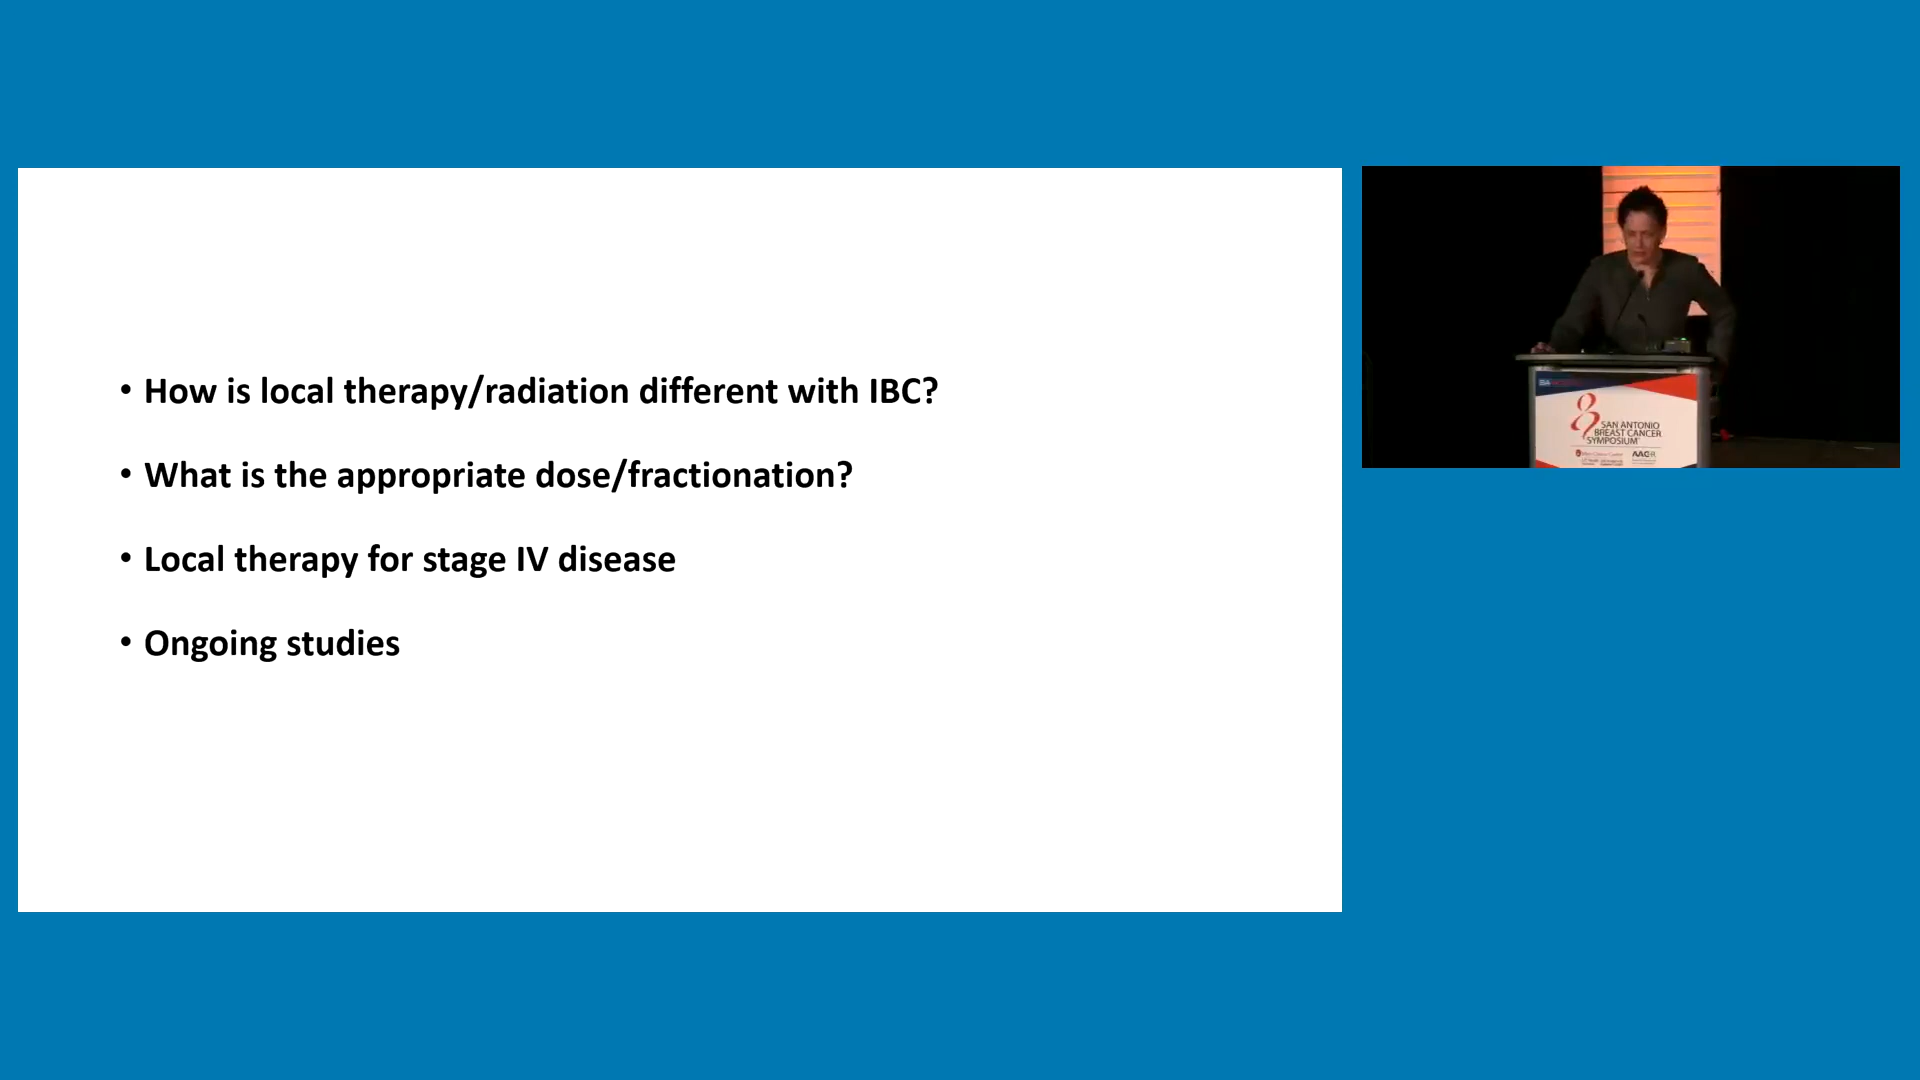 • How is local therapy/radiation different with IBC?
• What is the appropriate dose/fractionation?
• Local therapy for stage IV disease
• Ongoing studies
SAN ANTONIO
BREAST CANCER
SYMPOSIUM
AACR